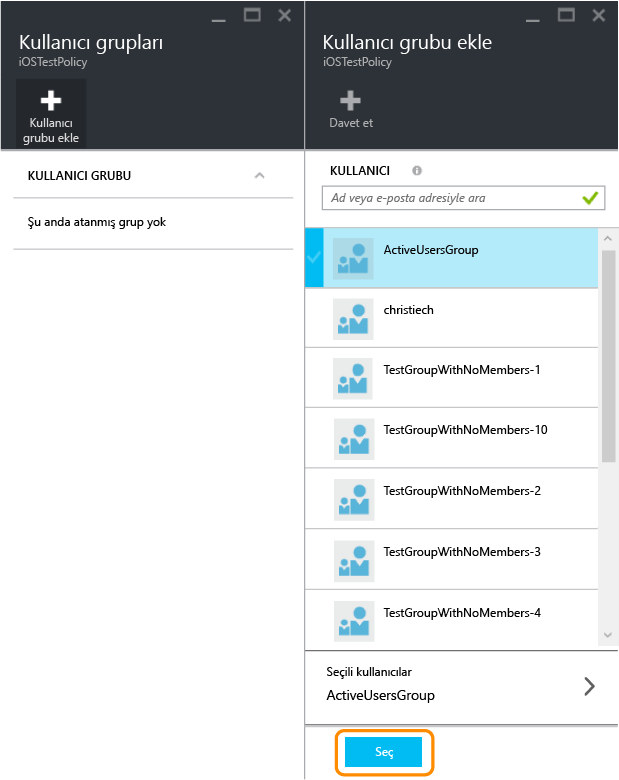 Kullanıcı grupları
iOSTestPolicy
Kullanıcı
grubu ekle
KULLANICI GRUBU
Şu anda atanmış grup yok
Kullanıcı grubu ekle
iOSTestPolicy
Davet et
KULLANICI
Ad veya e-posta adresiyle ara
ActiveUsersGroup
christiech
TestGroupWithNoMembers-1
TestGroupWithNoMembers-10
TestGroupWithNoMembers-2
TestGroupWithNoMembers-3
TestGroupWithNoMembers-4
Seçili kullanıcılar
ActiveUsersGroup
Seç